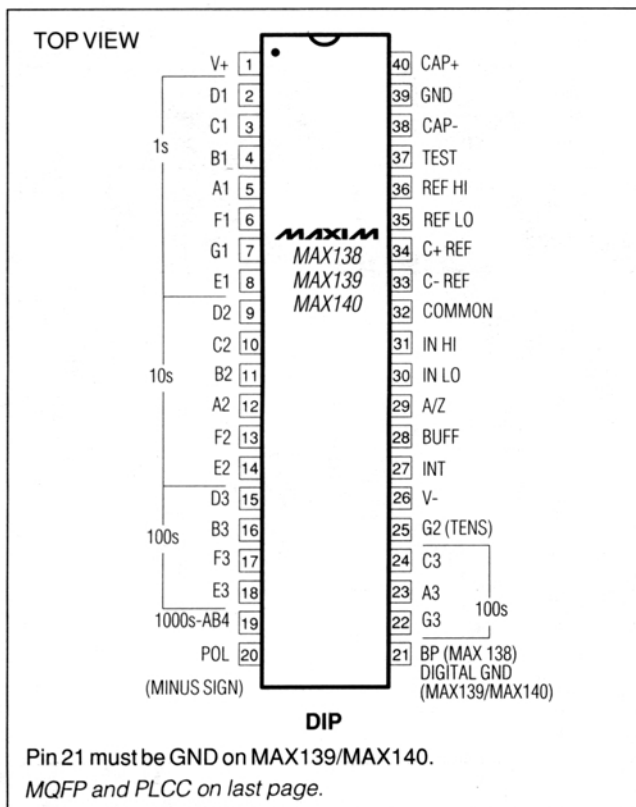 TOP VIEW
V+ 1
D1 2
C1 3
B1 4
A1 5
F1 6
G1 7
E1 8
D2 9
C2 10
B2 11
A2 12
F2 13
E2 14
D3 15
B3 16
F3 17
E3 18
1000s-AB4 19
POL 20
(MINUS SIGN)
1s
10s
100s
MAXIM
MAX138
MAX139
MAX140
40 CAP+
39 GND
38 CAP-
37 TEST
36 REF HI
35 REF LO
34 C+ REF
33 C- REF
32 COMMON
31 IN HI
30 IN LO
29 A/Z
28 BUFF
27 INT
26 V-
25 G2 (TENS)
24 C3
23 A3
22 G3
100s
21 BP (MAX 138)
DIGITAL GND
(MAX139/MAX140)
DIP
Pin 21 must be GND on MAX139/MAX140.
MQFP and PLCC on last page.